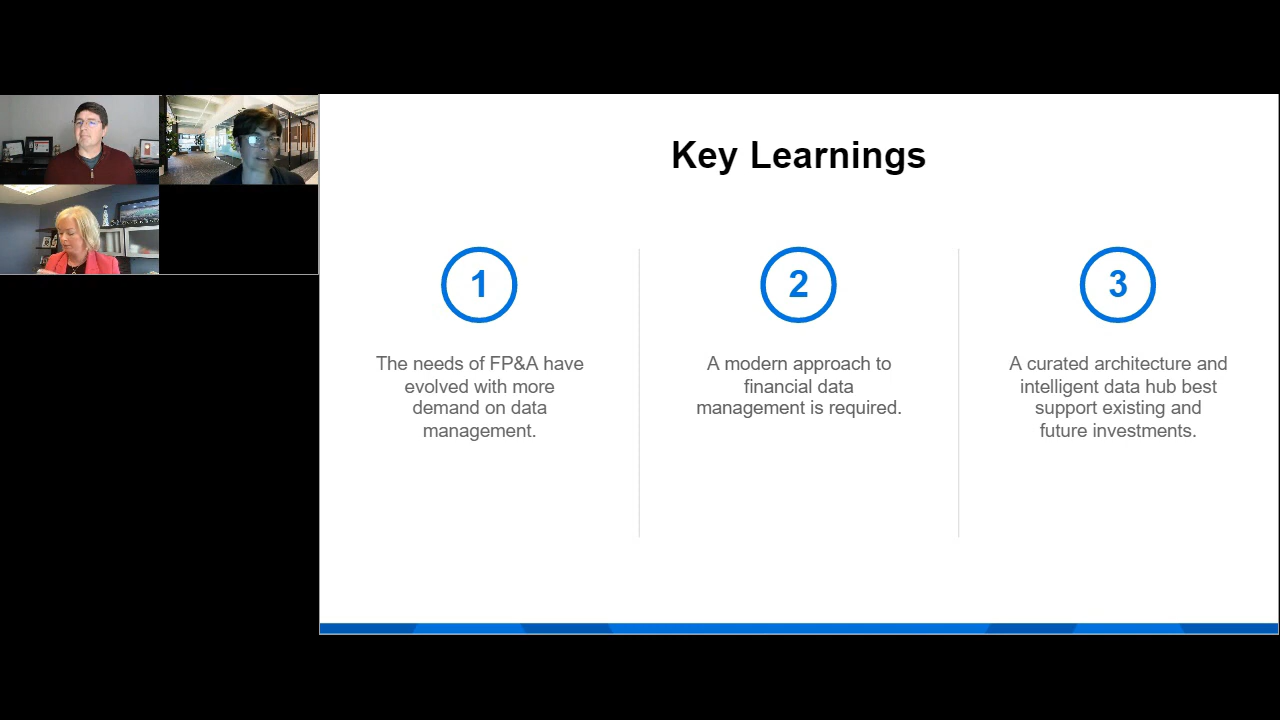 Key Learnings
1
The needs of FP&A have
evolved with more
demand on data
management.
2
A modern approach to
financial data
management is required.
3
A curated architecture and
intelligent data hub best
support existing and
future investments.